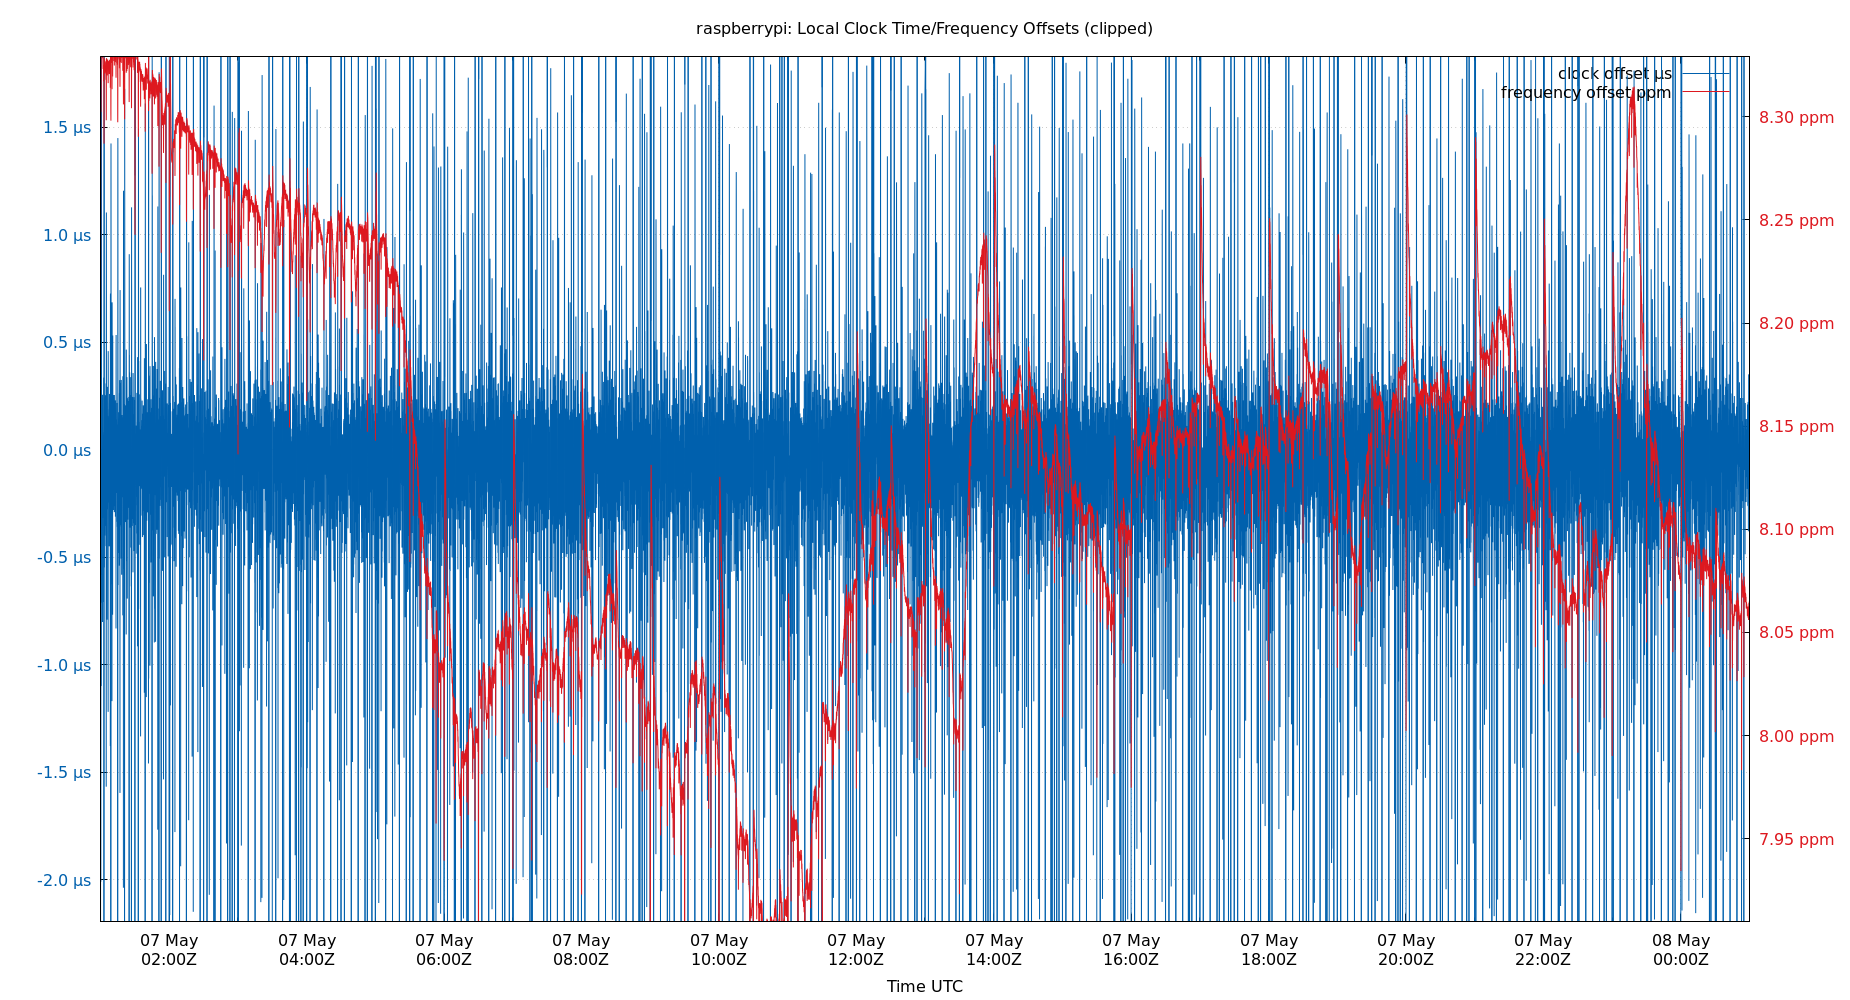 raspberrypi: Local Clock Time/Frequency Offsets (clipped)
clock offset µs
frequency offset ppm
1.5 µs
1.0 µs
0.5 µs
0.0 µs
-0.5 µs
-1.0 µs
-1.5 µs
-2.0 µs
8.30 ppm
8.25 ppm
8.20 ppm
8.15 ppm
8.10 ppm
8.05 ppm
8.00 ppm
7.95 ppm
07 May 07 May 07 May 07 May 07 May 07 May 07 May 07 May 07 May 07 May 07 May 08 May
02:00Z 04:00Z 06:00Z 08:00Z 10:00Z 12:00Z 14:00Z 16:00Z 18:00Z 20:00Z 22:00Z 00:00Z
Time UTC